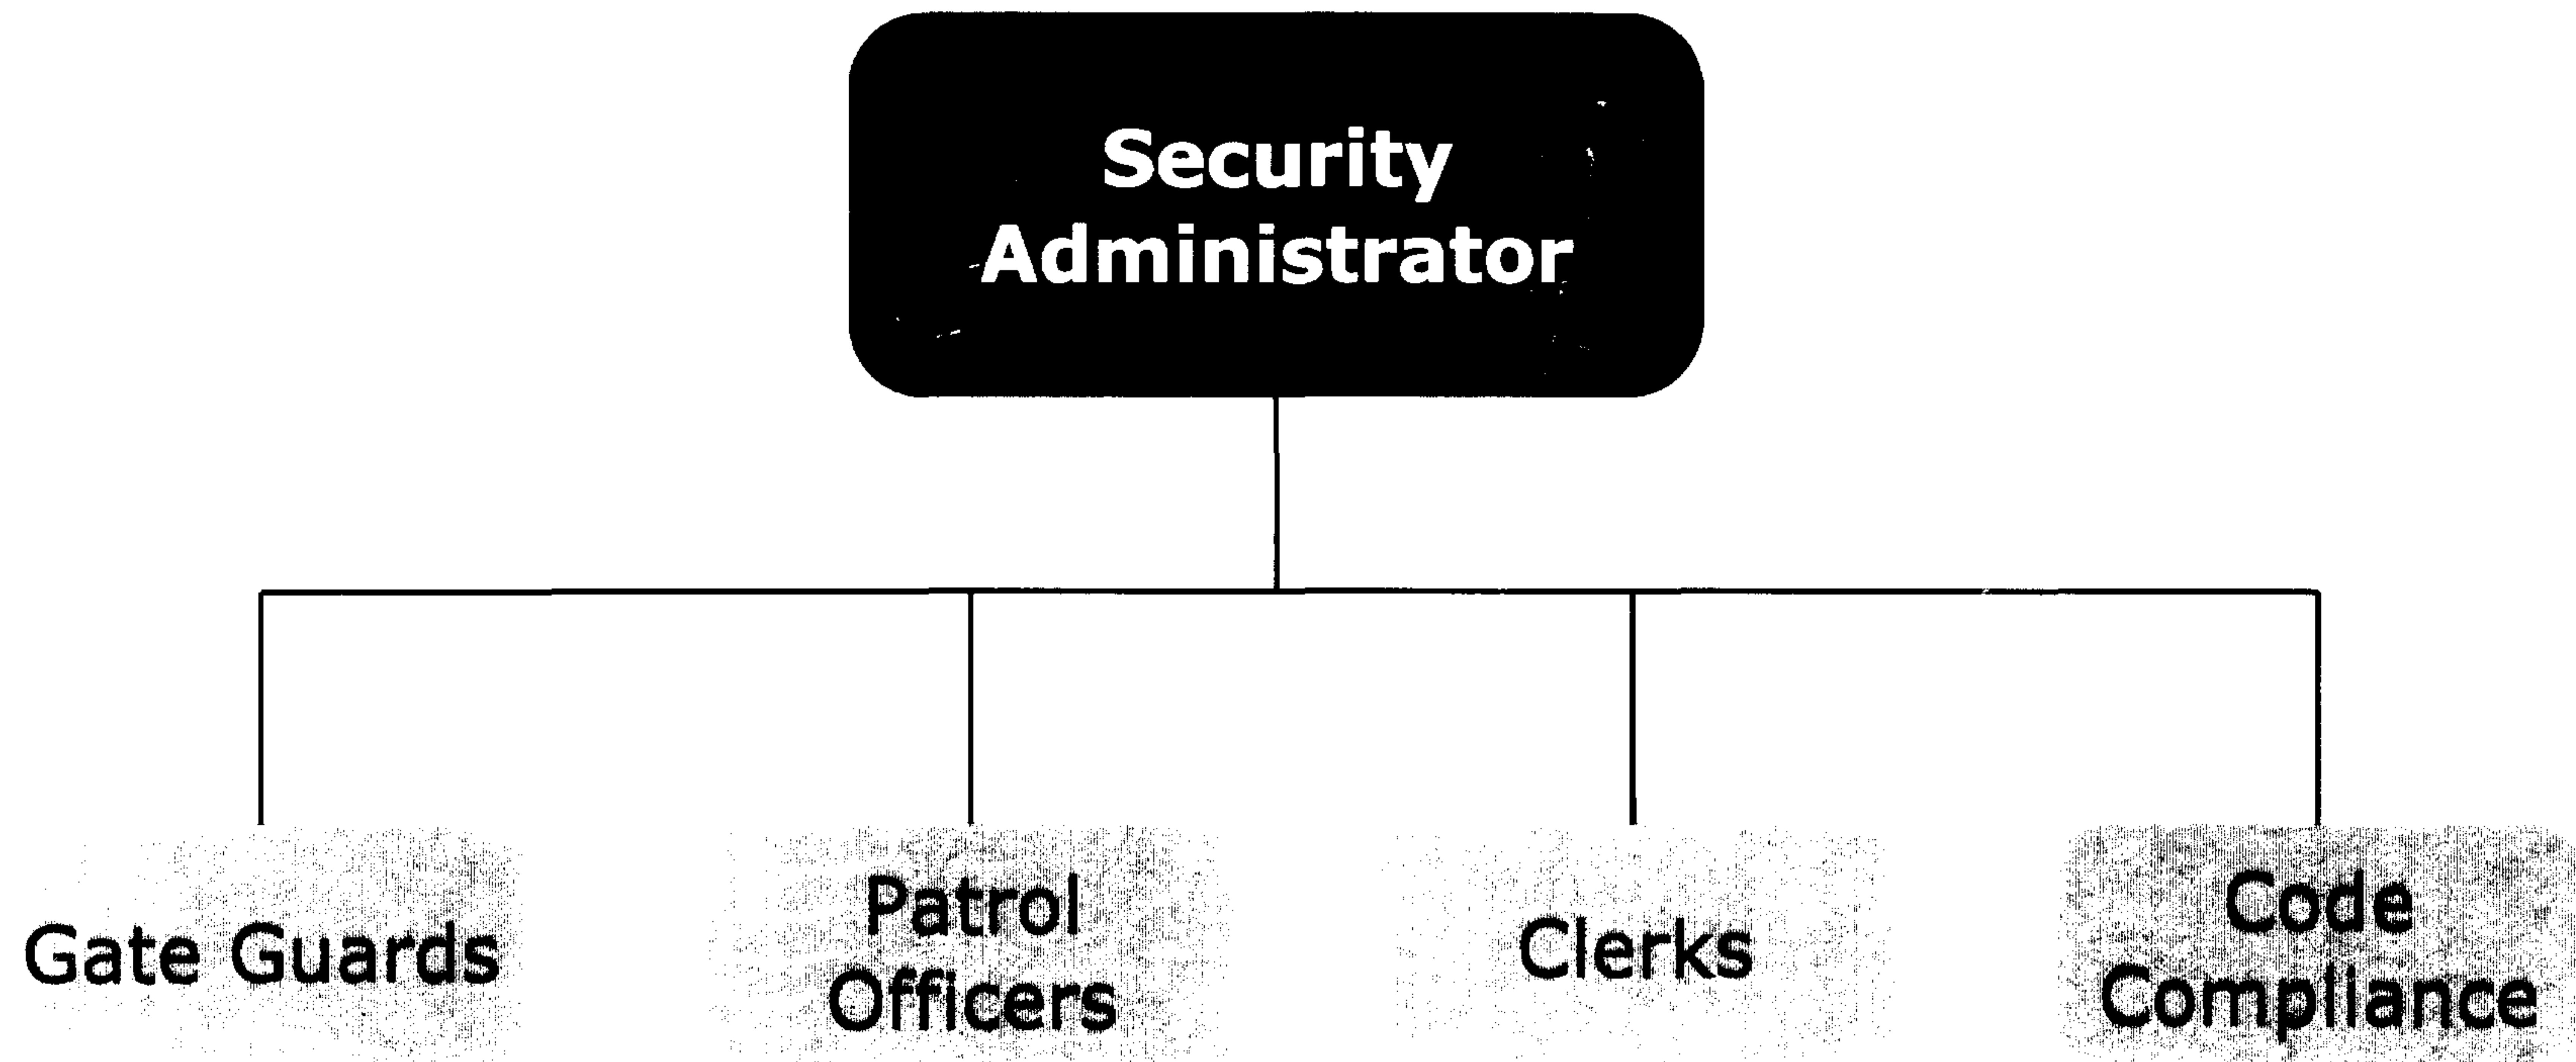 Security
Administrator
Gate Guards
Patrol
Officers
Clerks
Code
Compliance